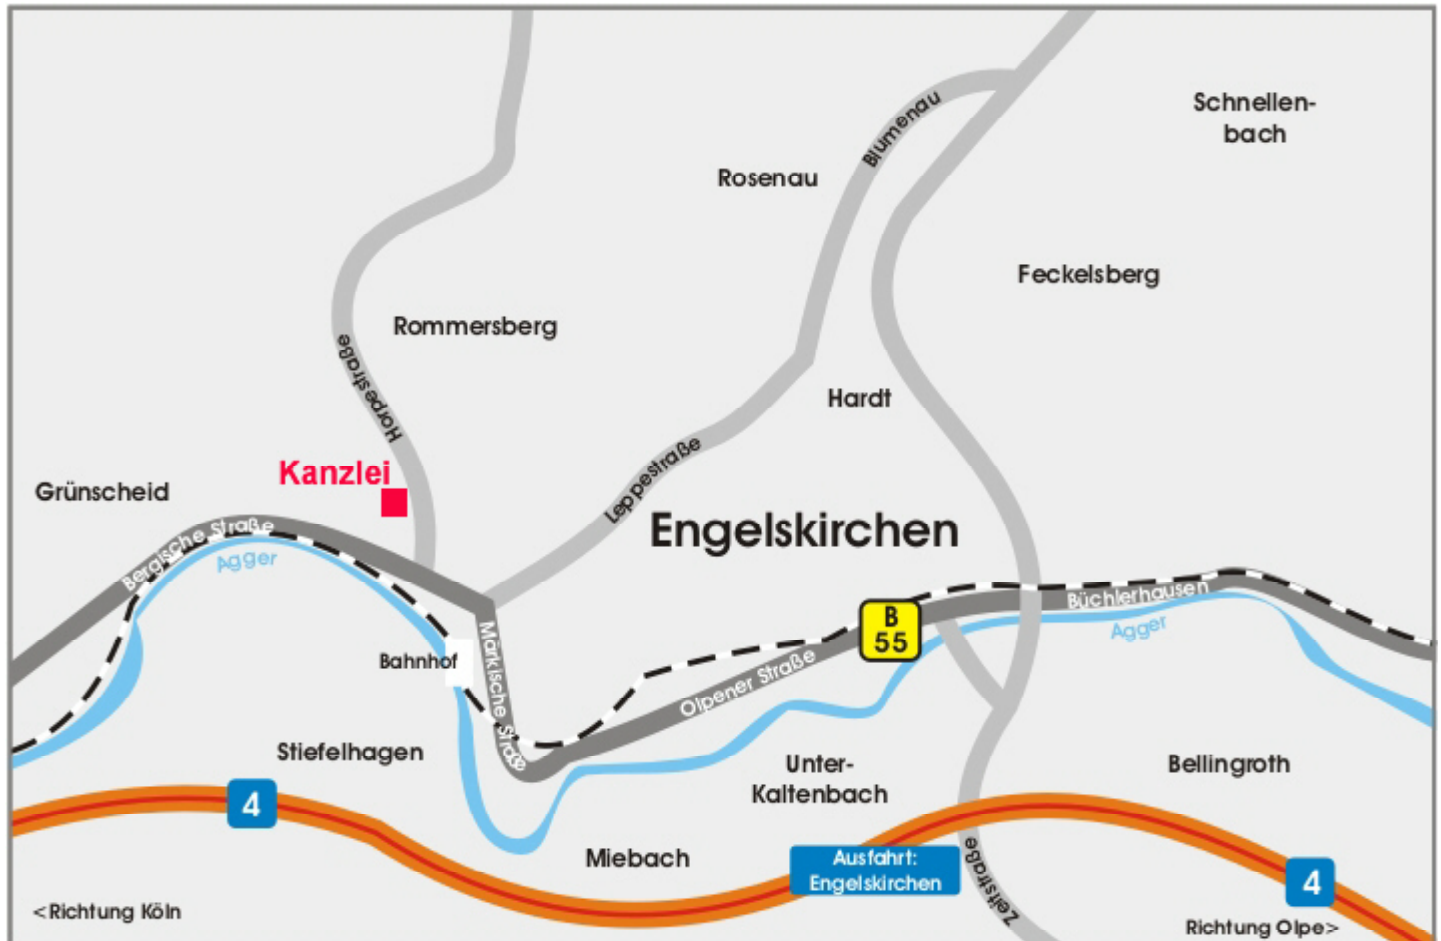 Schnellen-
bach
Blumenau
Rosenau
Feckelsberg
Rommersberg
Horpestraße
Hardt
Kanzlei
Leppestraße
Grünscheid
Engelskirchen
Bergische Straße
Agger
Büchlerhausen
B
55
Agger
Märkische Straße
Bahnhof
Olpener Straße
Stiefelhagen
Unter-
Kaltenbach
Bellingroth
4
Miebach
Ausfahrt:
Engelskirchen
Zeitstraße
4
<Richtung Köln
Richtung Olpe>